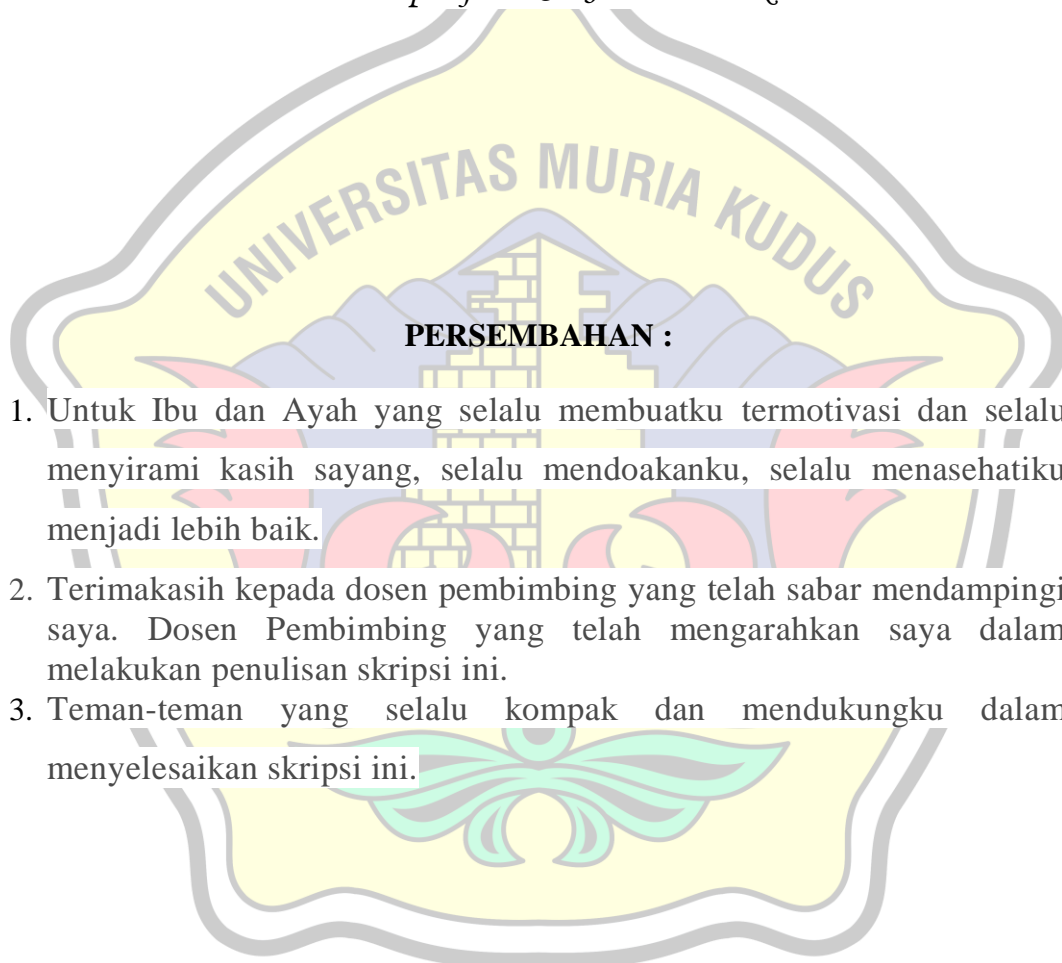 UNIVERSITAS MURIA KUDUS
PERSEMBAHAN :
1. Untuk Ibu dan Ayah yang selalu membuatku termotivasi dan selalu
menyirami kasih sayang, selalu mendoakanku, selalu menasehatiku
menjadi lebih baik.
2. Terimakasih kepada dosen pembimbing yang telah sabar mendampingi
saya. Dosen Pembimbing yang telah mengarahkan saya dalam
melakukan penulisan skripsi ini.
3. Teman-teman yang selalu kompak dan mendukungku dalam
menyelesaikan skripsi ini.